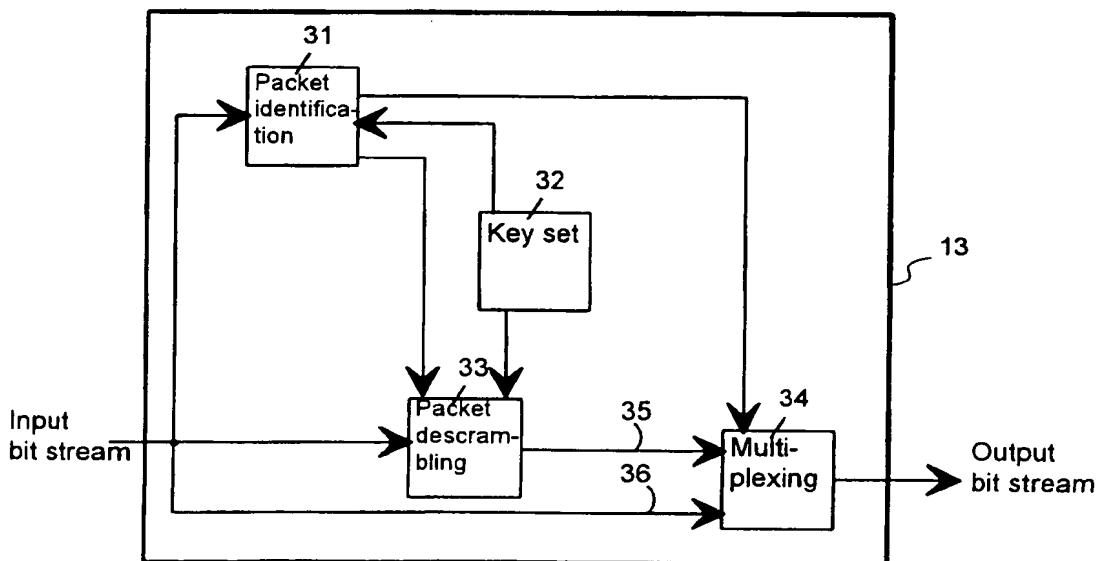 31
Packet
identifica-
tion
32
Key set
13
33
Packet
descram-
bling
Input
bit stream
35
36
34
Multi-
plexing
Output
bit stream